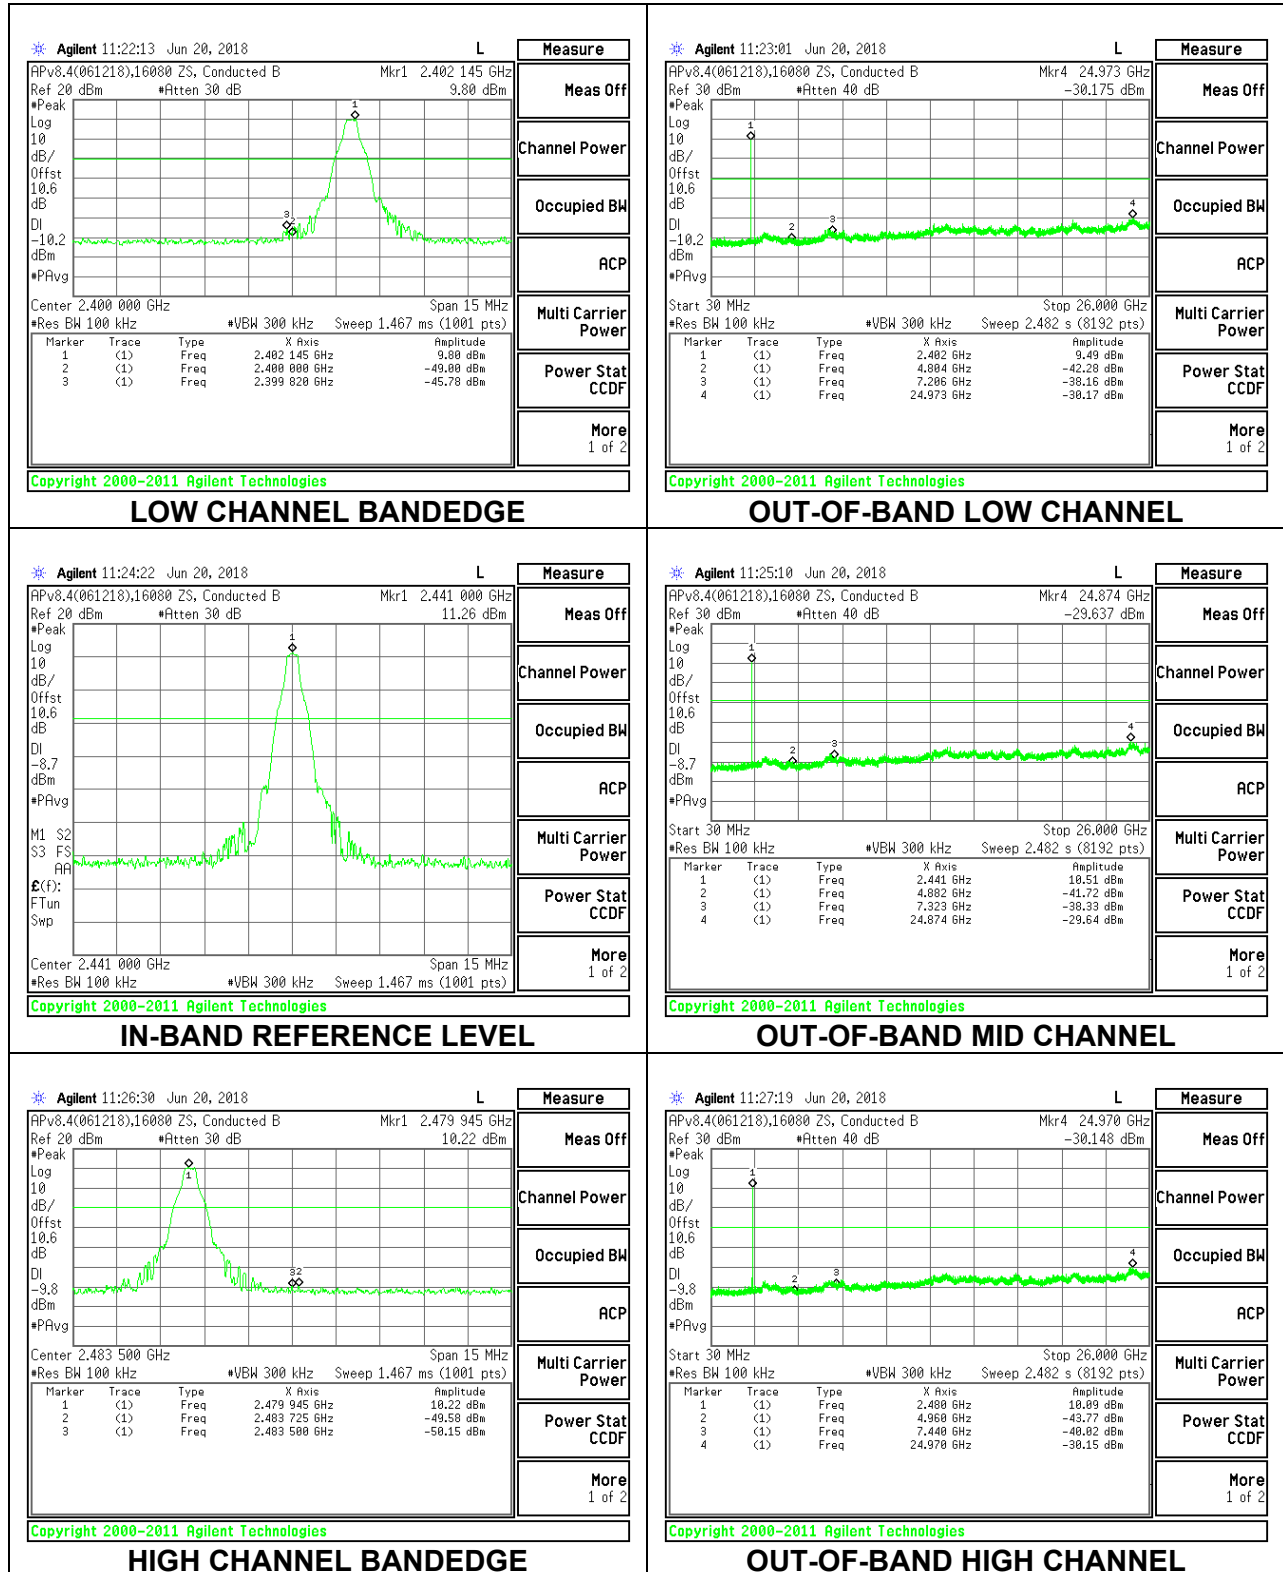 Agilent 11:22:13 Jun 20, 2018 L Measure
APv8.4(061218),16080 ZS, Conducted B Mkr1 2.402 145 GHz
Ref 20 dBm #Atten 30 dB 9.80 dBm
Meas Off
#Peak
1
Log
10
dB/
Channel Power
Offst
10.6
dB
Occupied BW
3
2
DI
-10.2
dBm
ACP
#PAvg
Center 2.400 000 GHz Span 15 MHz
#Res BW 100 kHz #VBW 300 kHz Sweep 1.467 ms (1001 pts)
Multi Carrier
Power
Marker Trace Type X Axis Amplitude
1 (1) Freq 2.402 145 GHz 9.80 dBm
2 (1) Freq 2.400 000 GHz -49.00 dBm
3 (1) Freq 2.399 820 GHz -45.78 dBm
Power Stat
CCDF
More
1 of 2
Copyright 2000-2011 Agilent Technologies
LOW CHANNEL BANDEDGE
Agilent 11:23:01 Jun 20, 2018 L Measure
APv8.4(061218),16080 ZS, Conducted B Mkr4 24.973 GHz
Ref 30 dBm #Atten 40 dB -30.175 dBm
Meas Off
#Peak
Log
1
10
dB/
Channel Power
Offst
10.6
dB
Occupied BW
4
2
3
DI
-10.2
dBm
ACP
#PAvg
Start 30 MHz Stop 26.000 GHz
#Res BW 100 kHz #VBW 300 kHz Sweep 2.482 s (8192 pts)
Multi Carrier
Power
Marker Trace Type X Axis Amplitude
1 (1) Freq 2.402 GHz 9.49 dBm
2 (1) Freq 4.804 GHz -42.28 dBm
3 (1) Freq 7.206 GHz -38.16 dBm
4 (1) Freq 24.973 GHz -30.17 dBm
Power Stat
CCDF
More
1 of 2
Copyright 2000-2011 Agilent Technologies
OUT-OF-BAND LOW CHANNEL
Agilent 11:24:22 Jun 20, 2018 L Measure
APv8.4(061218),16080 ZS, Conducted B Mkr1 2.441 000 GHz
Ref 20 dBm #Atten 30 dB 11.26 dBm
Meas Off
#Peak
1
Log
10
dB/
Channel Power
Offst
10.6
dB
Occupied BW
DI
-8.7
dBm
ACP
#PAvg
M1 S2
S3 FS
AA
Multi Carrier
Power
£(f):
FTun
Swp
Power Stat
CCDF
Center 2.441 000 GHz Span 15 MHz
#Res BW 100 kHz #VBW 300 kHz Sweep 1.467 ms (1001 pts)
More
1 of 2
Copyright 2000-2011 Agilent Technologies
IN-BAND REFERENCE LEVEL
Agilent 11:25:10 Jun 20, 2018 L Measure
APv8.4(061218),16080 ZS, Conducted B Mkr4 24.874 GHz
Ref 30 dBm #Atten 40 dB -29.637 dBm
Meas Off
#Peak
Log
1
10
dB/
Channel Power
Offst
10.6
dB
Occupied BW
4
2
3
DI
-8.7
dBm
ACP
#PAvg
Start 30 MHz Stop 26.000 GHz
#Res BW 100 kHz #VBW 300 kHz Sweep 2.482 s (8192 pts)
Multi Carrier
Power
Marker Trace Type X Axis Amplitude
1 (1) Freq 2.441 GHz 10.51 dBm
2 (1) Freq 4.882 GHz -41.72 dBm
3 (1) Freq 7.323 GHz -38.33 dBm
4 (1) Freq 24.874 GHz -29.64 dBm
Power Stat
CCDF
More
1 of 2
Copyright 2000-2011 Agilent Technologies
OUT-OF-BAND MID CHANNEL
Agilent 11:26:30 Jun 20, 2018 L Measure
APv8.4(061218),16080 ZS, Conducted B Mkr1 2.479 945 GHz
Ref 20 dBm #Atten 30 dB 10.22 dBm
Meas Off
#Peak
Log
1
10
dB/
Channel Power
Offst
10.6
dB
Occupied BW
32
DI
-9.8
dBm
ACP
#PAvg
Center 2.483 500 GHz Span 15 MHz
#Res BW 100 kHz #VBW 300 kHz Sweep 1.467 ms (1001 pts)
Multi Carrier
Power
Marker Trace Type X Axis Amplitude
1 (1) Freq 2.479 945 GHz 10.22 dBm
2 (1) Freq 2.483 725 GHz -49.58 dBm
3 (1) Freq 2.483 500 GHz -50.15 dBm
Power Stat
CCDF
More
1 of 2
Copyright 2000-2011 Agilent Technologies
HIGH CHANNEL BANDEDGE
Agilent 11:27:19 Jun 20, 2018 L Measure
APv8.4(061218),16080 ZS, Conducted B Mkr4 24.970 GHz
Ref 30 dBm #Atten 40 dB -30.148 dBm
Meas Off
#Peak
Log
1
10
dB/
Channel Power
Offst
10.6
dB
Occupied BW
4
2
3
DI
-9.8
dBm
ACP
#PAvg
Start 30 MHz Stop 26.000 GHz
#Res BW 100 kHz #VBW 300 kHz Sweep 2.482 s (8192 pts)
Multi Carrier
Power
Marker Trace Type X Axis Amplitude
1 (1) Freq 2.480 GHz 10.09 dBm
2 (1) Freq 4.960 GHz -43.77 dBm
3 (1) Freq 7.440 GHz -40.02 dBm
4 (1) Freq 24.970 GHz -30.15 dBm
Power Stat
CCDF
More
1 of 2
Copyright 2000-2011 Agilent Technologies
OUT-OF-BAND HIGH CHANNEL